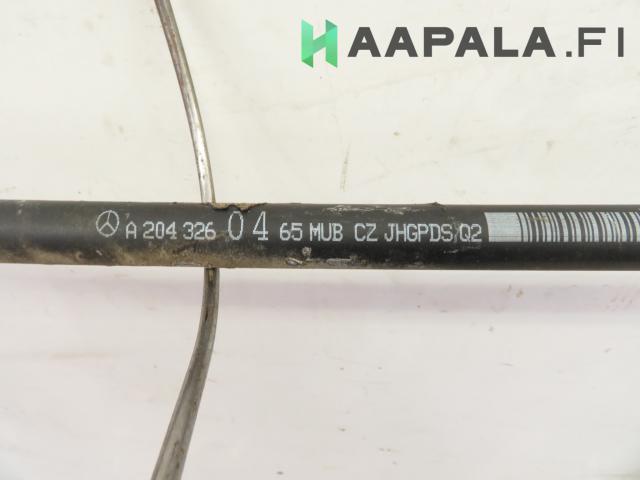 HAAPALA.FI
A 204 326 04 65 MUB CZ JHGPDS/Q2